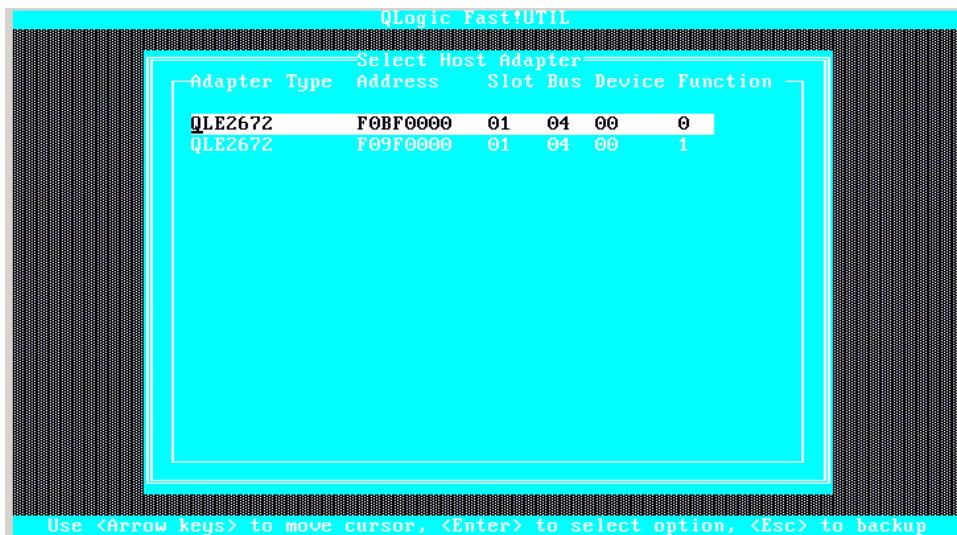 QLogic Fast!UTIL
Select Host Adapter
Adapter Type Address Slot Bus Device Function
QLE2672 F0BF0000 01 04 00 0
QLE2672 F09F0000 01 04 00 1
Use <Arrow keys> to move cursor, <Enter> to select option, <Esc> to backup